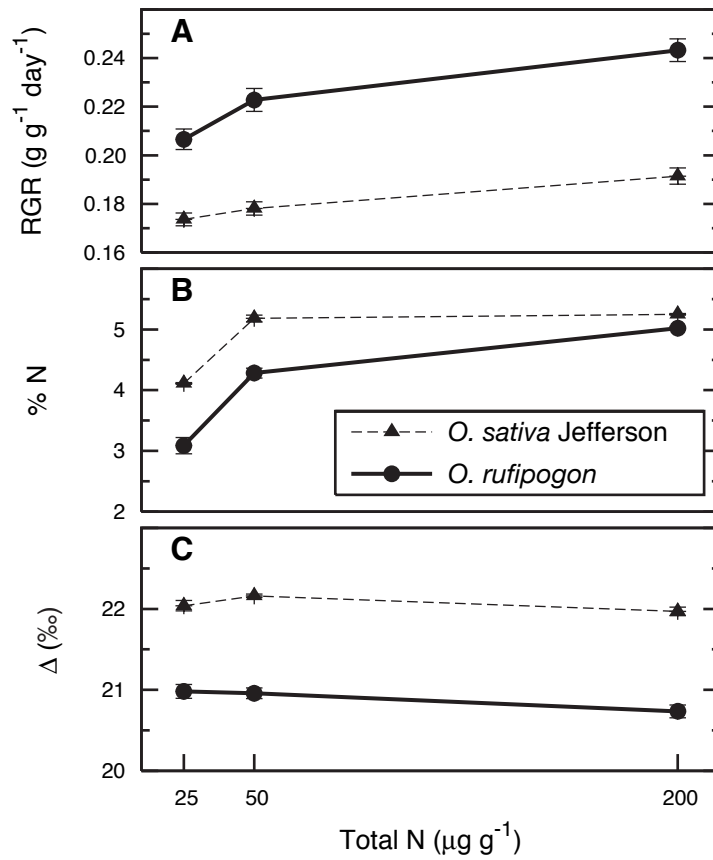 A
0.24
0.22
0.20
0.18
0.16
RGR (g g⁻¹ day⁻¹)
B
5
4
3
2
% N
O. sativa Jefferson
O. rufipogon
C
22
21
20
Δ (‰)
25 50 200
Total N (μg g⁻¹)